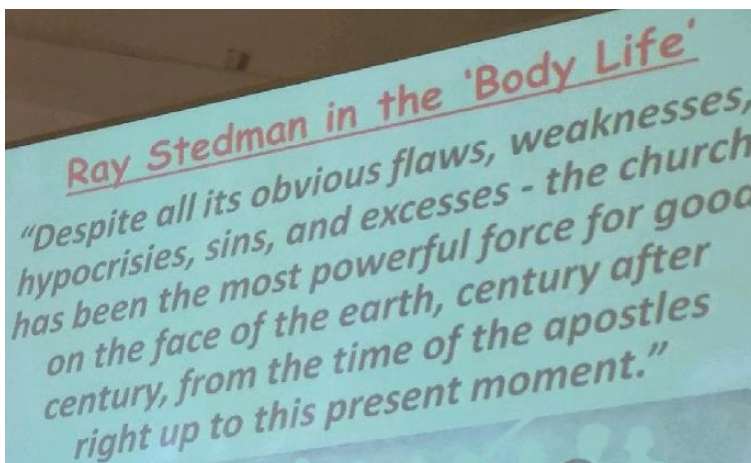 Ray Stedman in the 'Body Life'
“Despite all its obvious flaws, weaknesses,
hypocrisies, sins, and excesses - the church
has been the most powerful force for good
on the face of the earth, century after
century, from the time of the apostles
right up to this present moment.”